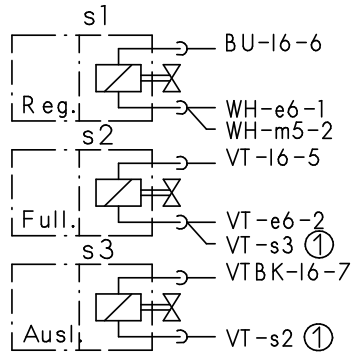 s1
BU-16-6
Reg.
WH-e6-1
WH-m5-2
s2
VT-16-5
Full.
VT-e6-2
VT-s3 ①
s3
VTBK-16-7
Ausl.
VT-s2 ①